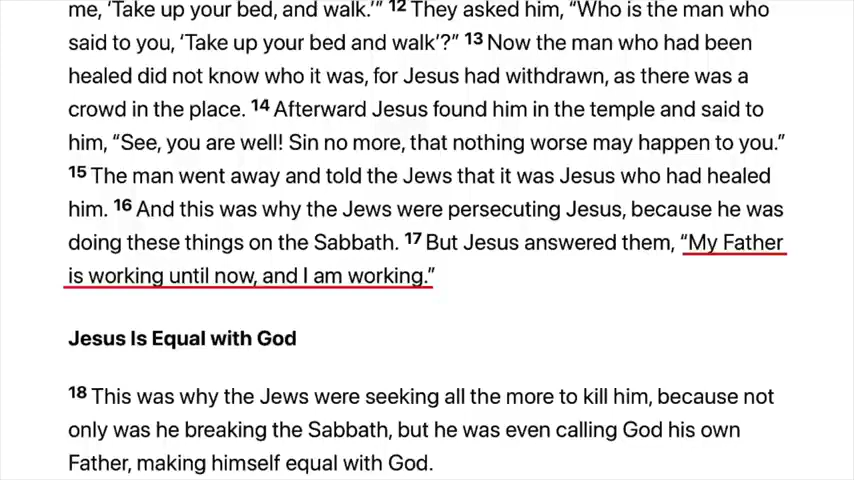 me, ‘Take up your bed, and walk.’” 12 They asked him, “Who is the man who
said to you, ‘Take up your bed and walk’?” 13 Now the man who had been
healed did not know who it was, for Jesus had withdrawn, as there was a
crowd in the place. 14 Afterward Jesus found him in the temple and said to
him, “See, you are well! Sin no more, that nothing worse may happen to you.”
15 The man went away and told the Jews that it was Jesus who had healed
him. 16 And this was why the Jews were persecuting Jesus, because he was
doing these things on the Sabbath. 17 But Jesus answered them, “My Father
is working until now, and I am working.”
Jesus Is Equal with God
18 This was why the Jews were seeking all the more to kill him, because not
only was he breaking the Sabbath, but he was even calling God his own
Father, making himself equal with God.